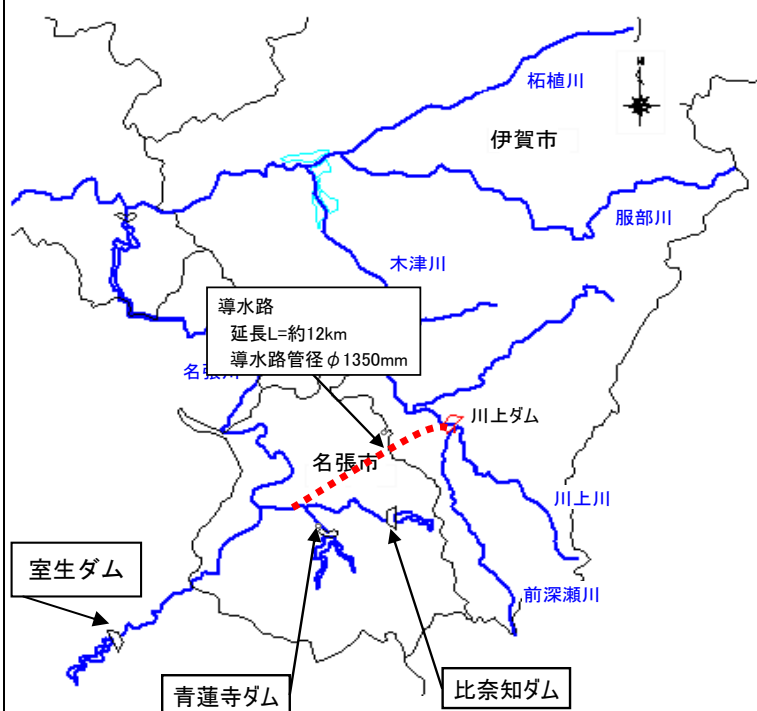 柘植川
伊賀市
服部川
木津川
導水路
延長L=約12km
導水路管径φ1350mm
名張川
川上ダム
名張市
川上川
室生ダム
前深瀬川
青蓮寺ダム
比奈知ダム